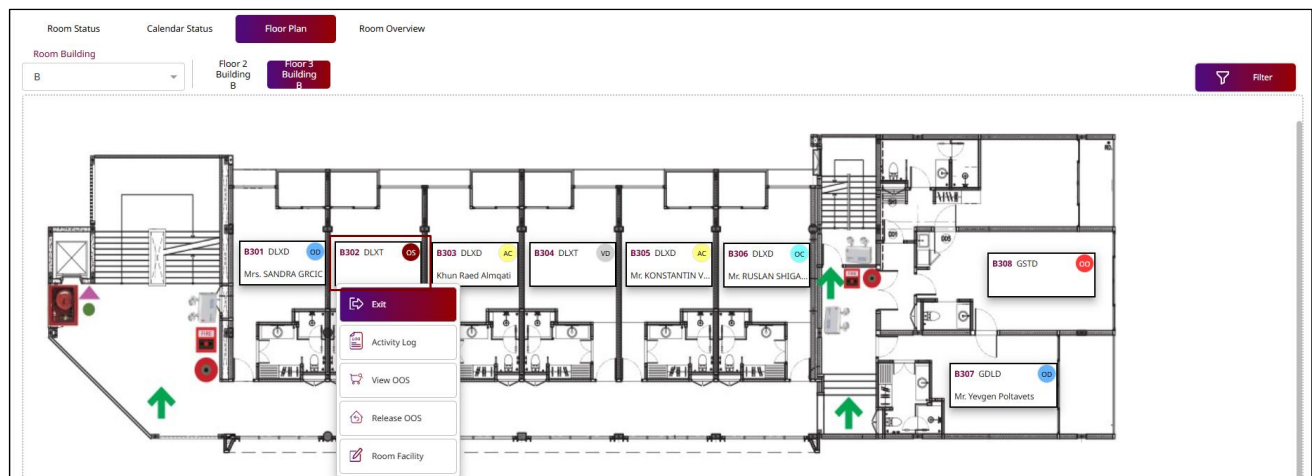 Room Status
Calendar Status
Floor Plan
Room Overview
Room Building
B
Floor 2
Building
B
Floor 3
Building
B
Filter
B301 DLXD OD
Mrs. SANDRA GRCIC
B302 DLXT OS
B303 DLXD AC
Khun Raed Almqati
B304 DLXT VD
B305 DLXD AC
Mr. KONSTANTIN V...
B306 DLXD OC
Mr. RUSLAN SHIGA...
B308 GSTD OO
B307 GDLD OD
Mr. Yevgen Poltavets
Exit
Activity Log
View OOS
Release OOS
Room Facility
FIRE
FIRE